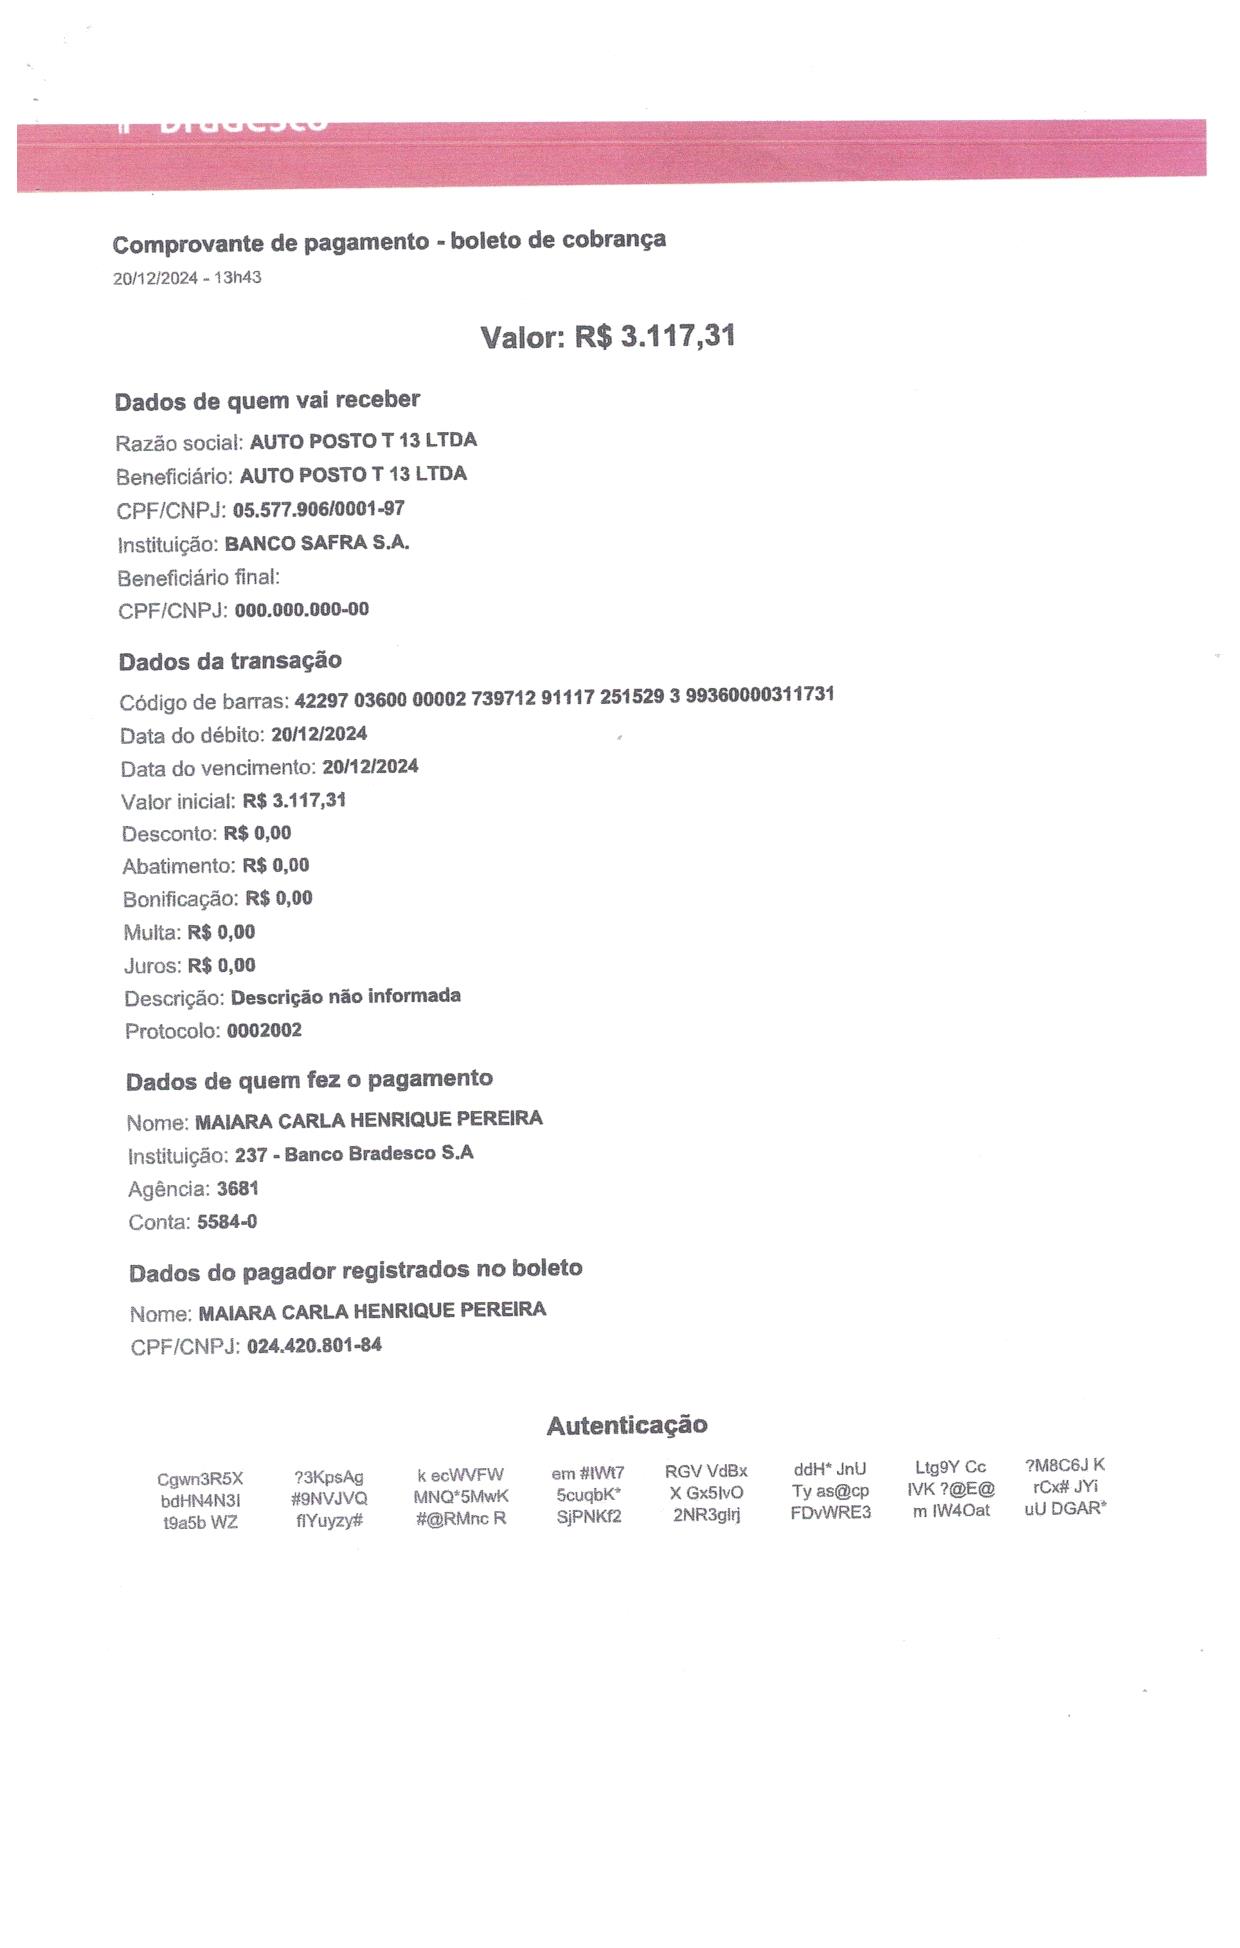 Bradesco
Comprovante de pagamento - boleto de cobrança
20/12/2024 - 13h43
Valor: R$ 3.117,31
Dados de quem vai receber
Razão social: AUTO POSTO T 13 LTDA
Beneficiário: AUTO POSTO T 13 LTDA
CPF/CNPJ: 05.577.906/0001-97
Instituição: BANCO SAFRA S.A.
Beneficiário final:
CPF/CNPJ: 000.000.000-00
Dados da transação
Código de barras: 42297 03600 00002 739712 91117 251529 3 99360000311731
Data do débito: 20/12/2024
Data do vencimento: 20/12/2024
Valor inicial: R$ 3.117,31
Desconto: R$ 0,00
Abatimento: R$ 0,00
Bonificação: R$ 0,00
Multa: R$ 0,00
Juros: R$ 0,00
Descrição: Descrição não informada
Protocolo: 0002002
Dados de quem fez o pagamento
Nome: MAIARA CARLA HENRIQUE PEREIRA
Instituição: 237 - Banco Bradesco S.A
Agência: 3681
Conta: 5584-0
Dados do pagador registrados no boleto
Nome: MAIARA CARLA HENRIQUE PEREIRA
CPF/CNPJ: 024.420.801-84
Autenticação
Cgwn3R5X ?3KpsAg k ecWVFW em #IWt7 RGV VdBx ddH* JnU Ltg9Y Cc ?M8C6J K
bdHN4N3I #9NVJVQ MNQ*5MwK 5cuqbK* X Gx5IvO Ty as@cp IVK ?@E@ rCx# JYi
t9a5b WZ flYuyzy# #@RMnc R SjPNKf2 2NR3glrj FDvWRE3 m IW4Oat uU DGAR*